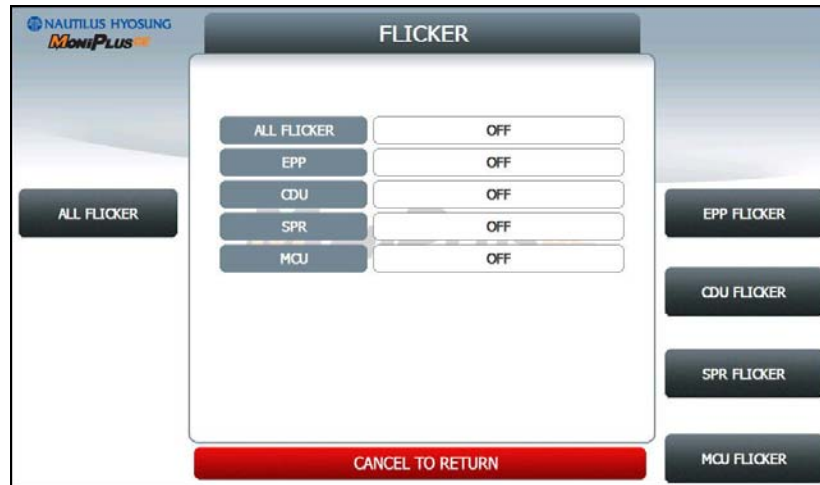 NAUTILUS HYOSUNG
MONIPLUS
FLICKER
ALL FLICKER OFF
EPP OFF
CDU OFF
SPR OFF
MCU OFF
ALL FLICKER
EPP FLICKER
CDU FLICKER
SPR FLICKER
MCU FLICKER
CANCEL TO RETURN